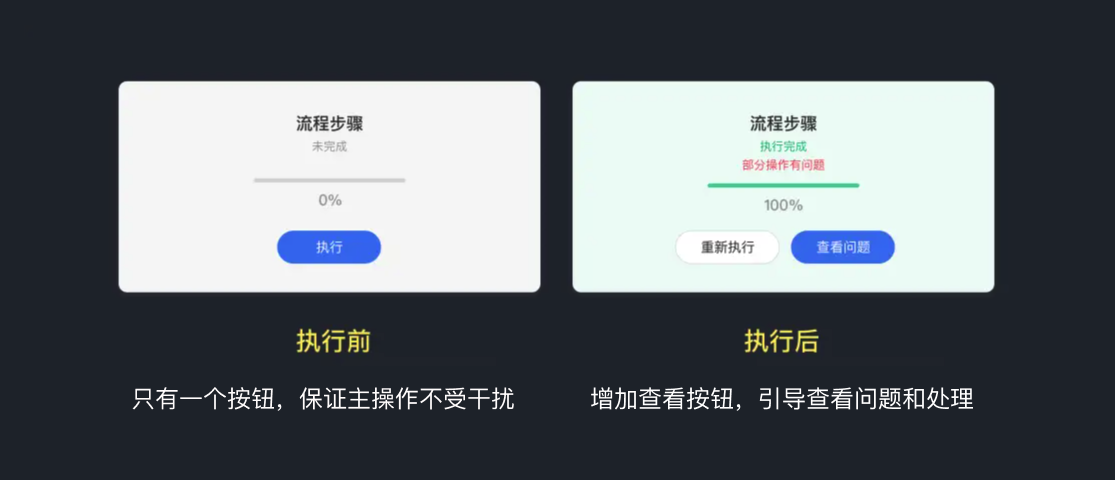 流程步骤
未完成
0%
执行
流程步骤
执行完成
部分操作有问题
100%
重新执行
查看问题
执行前
只有一个按钮，保证主操作不受干扰
执行后
增加查看按钮，引导查看问题和处理